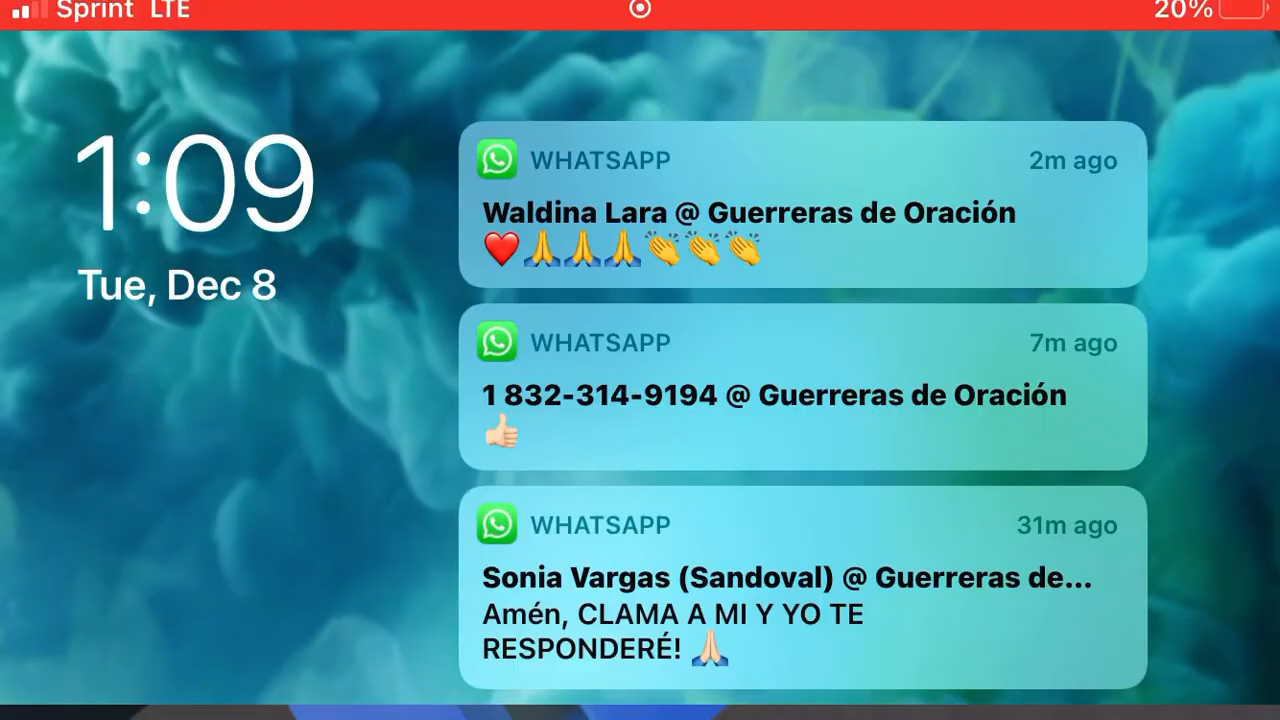 Sprint LTE
20%
1:09
Tue, Dec 8
WHATSAPP
2m ago
Waldina Lara @ Guerreras de Oración
❤️🙏🙏🙏👏👏👏
WHATSAPP
7m ago
1 832-314-9194 @ Guerreras de Oración
👍🏻
WHATSAPP
31m ago
Sonia Vargas (Sandoval) @ Guerreras de...
Amén, CLAMA A MI Y YO TE
RESPONDERÉ! 🙏🏻